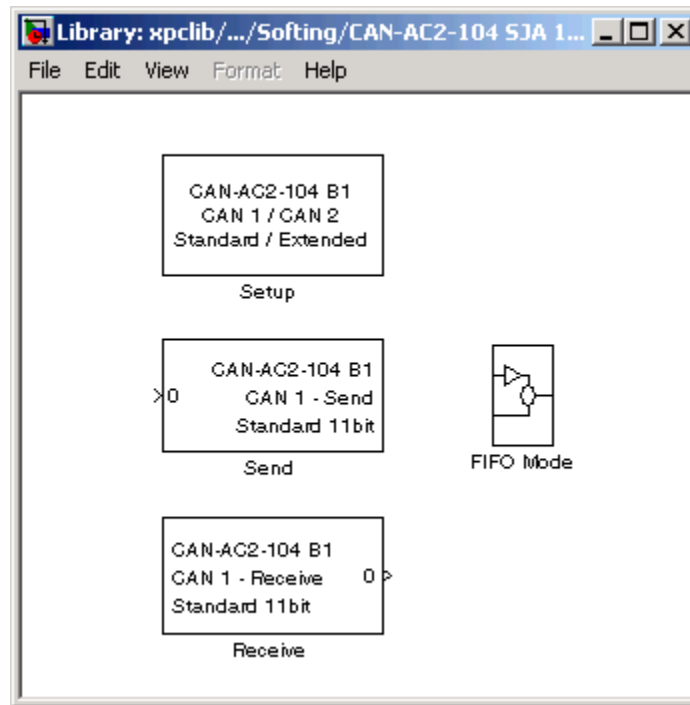 Library: xpclib/.../Softing/CAN-AC2-104 SJA 1...
File Edit View Format Help
CAN-AC2-104 B1
CAN 1 / CAN 2
Standard / Extended
Setup
>0
CAN-AC2-104 B1
CAN 1 - Send
Standard 11bit
Send
FIFO Mode
CAN-AC2-104 B1
CAN 1 - Receive 0 >
Standard 11bit
Receive